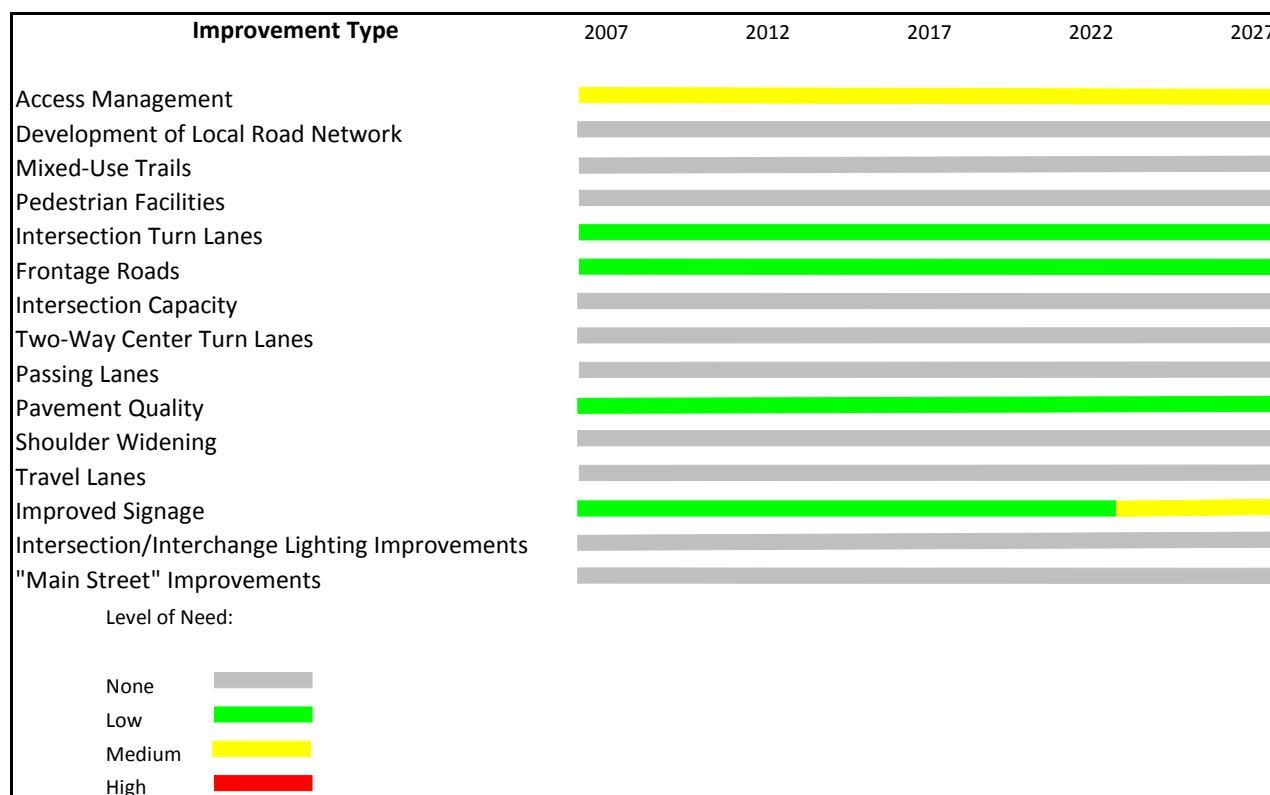 Improvement Type 2007 2012 2017 2022 2027
Access Management
Development of Local Road Network
Mixed-Use Trails
Pedestrian Facilities
Intersection Turn Lanes
Frontage Roads
Intersection Capacity
Two-Way Center Turn Lanes
Passing Lanes
Pavement Quality
Shoulder Widening
Travel Lanes
Improved Signage
Intersection/Interchange Lighting Improvements
"Main Street" Improvements
Level of Need:
None
Low
Medium
High